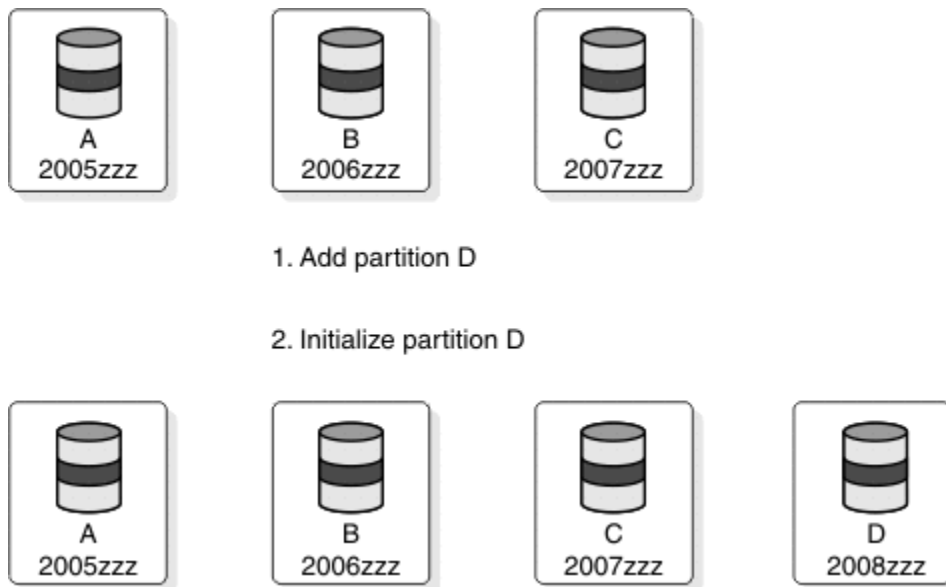 A
2005zzz
B
2006zzz
C
2007zzz
1. Add partition D
2. Initialize partition D
A
2005zzz
B
2006zzz
C
2007zzz
D
2008zzz